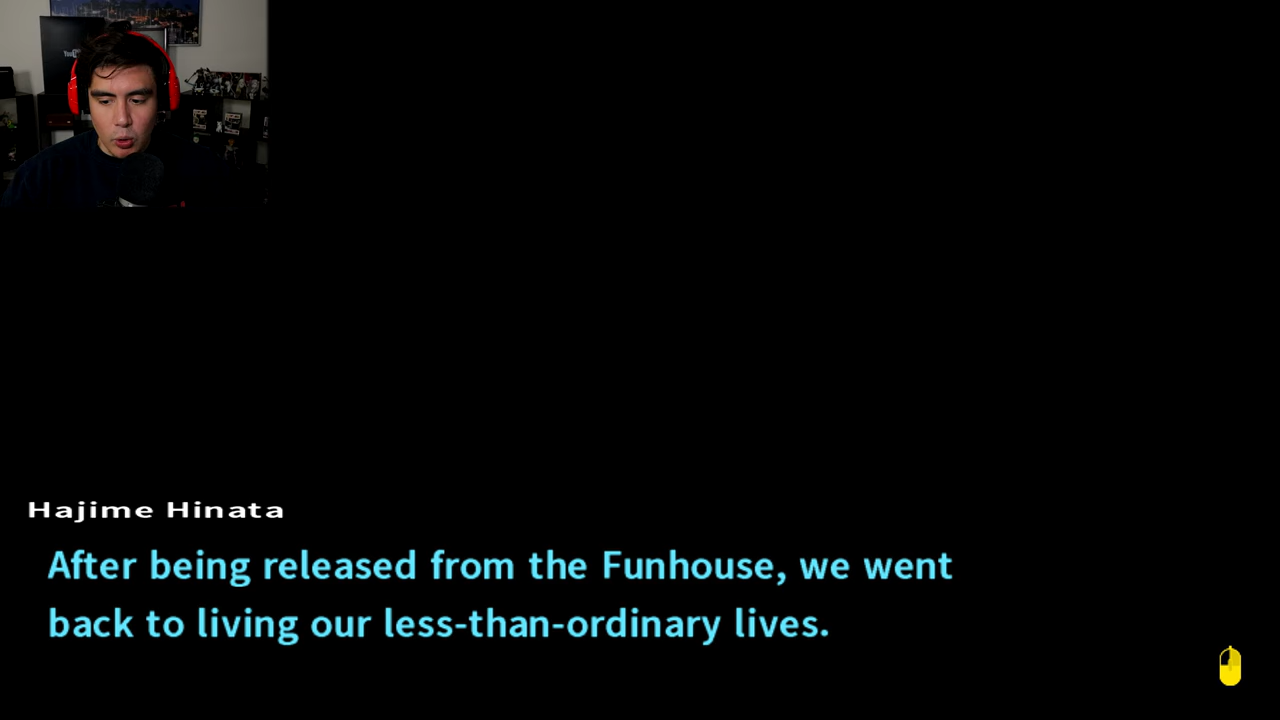 Hajime Hinata
After being released from the Funhouse, we went
back to living our less-than-ordinary lives.